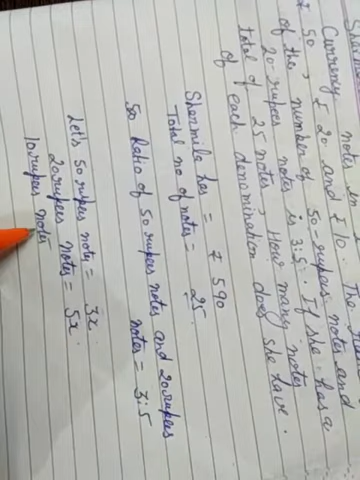 Currency notes in
₹ 50, ₹ 20 and ₹ 10. The
of the number of 50-rupees notes and
20-rupees notes is 3:5. If she has a
total of 25 notes, How many notes
of each denomination does she have.
Sharmila has = ₹ 590
Total no of notes = 25.
So Ratio of 50 rupees notes and 20 rupees
notes = 3:5
Let's 50 rupees note = 3x.
20 rupees notes = 5x.
10 rupees notes